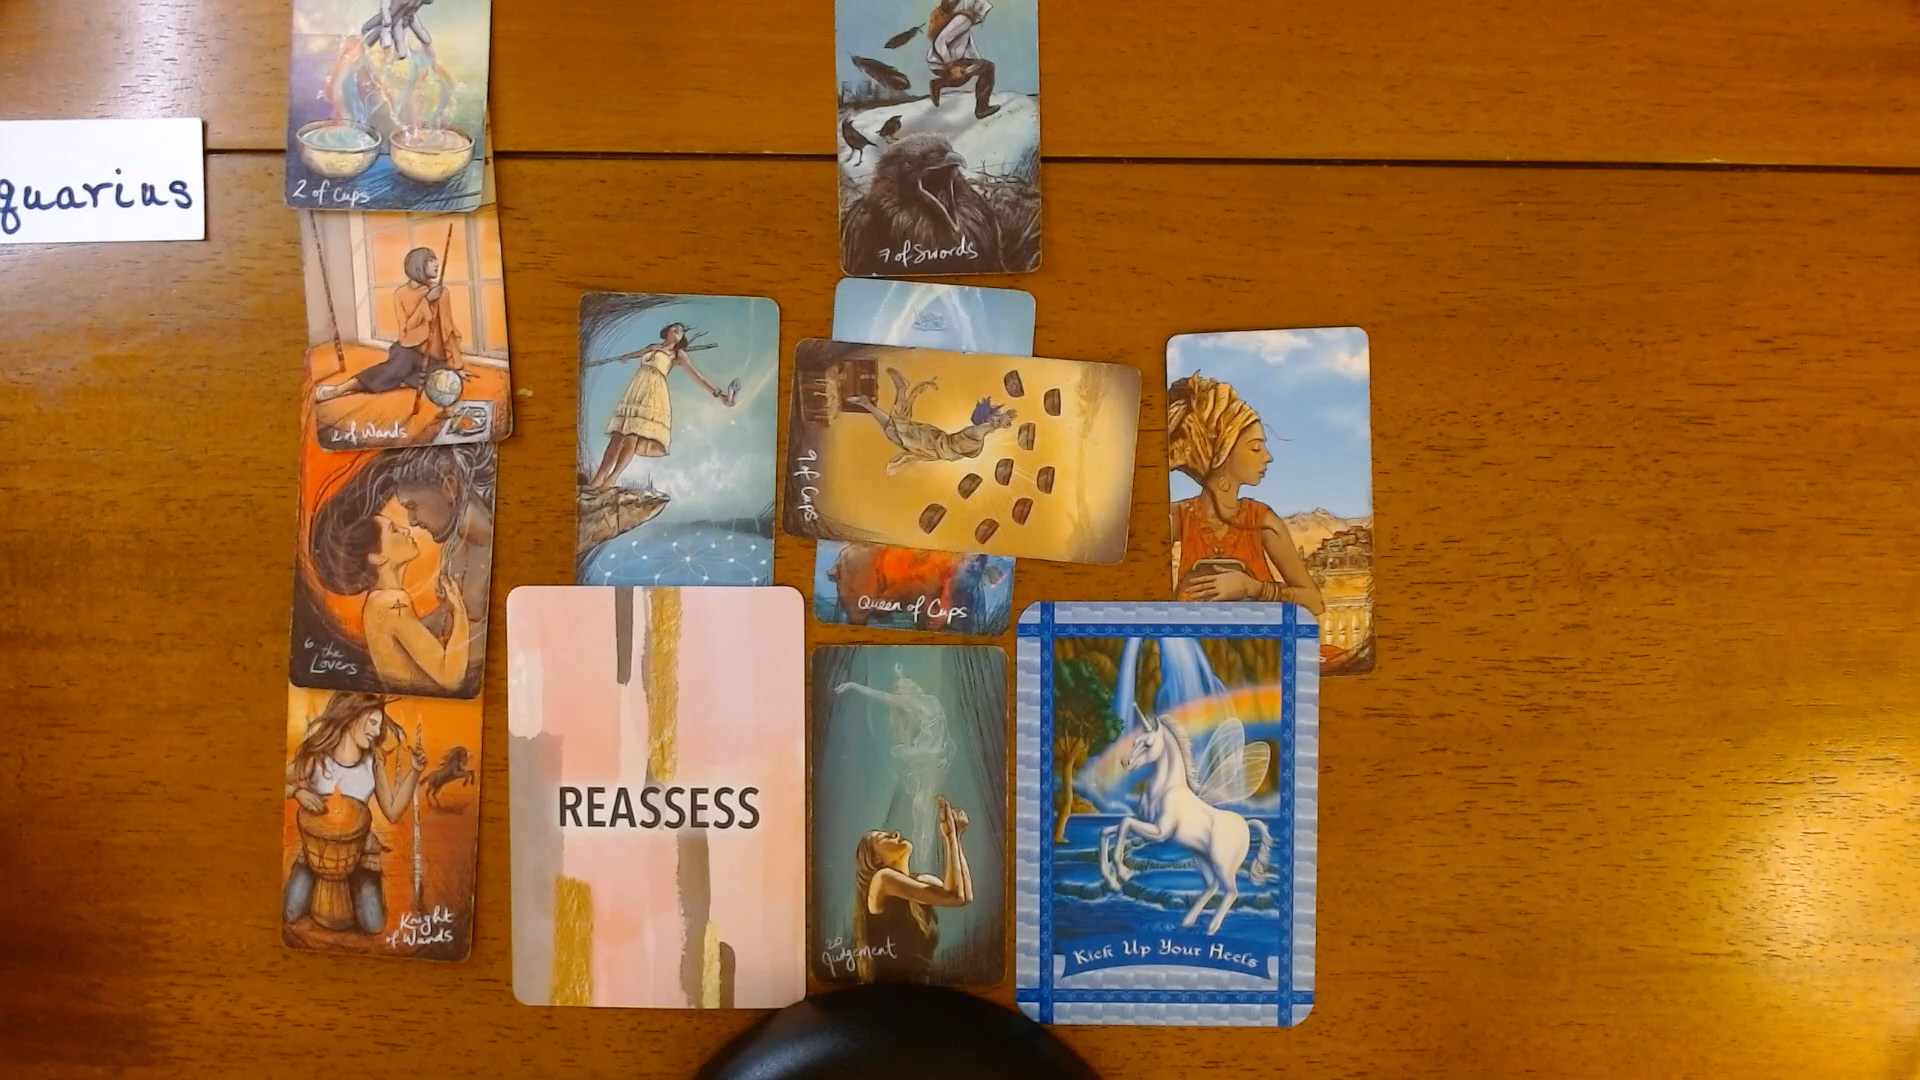 quarius
2 of Cups
7 of Swords
2 of Wands
9 of Cups
Queen of Cups
6 the
Lovers
REASSESS
Knight
of Wands
20
Judgement
Kick Up Your Heels